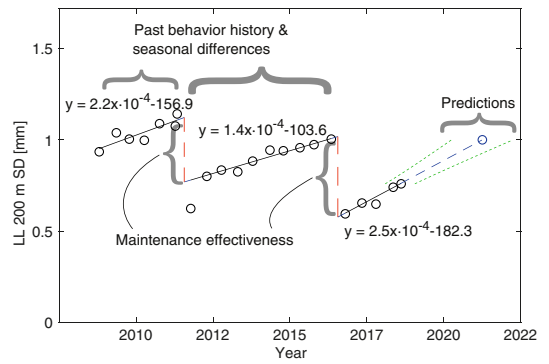 Past behavior history &
seasonal differences
y = 2.2x·10-4-156.9
y = 1.4x·10-4-103.6
Predictions
Maintenance effectiveness
y = 2.5x·10-4-182.3
LL 200 m SD [mm]
1.5
1
0.5
0
2010
2012
2015
2017
2020
2022
Year